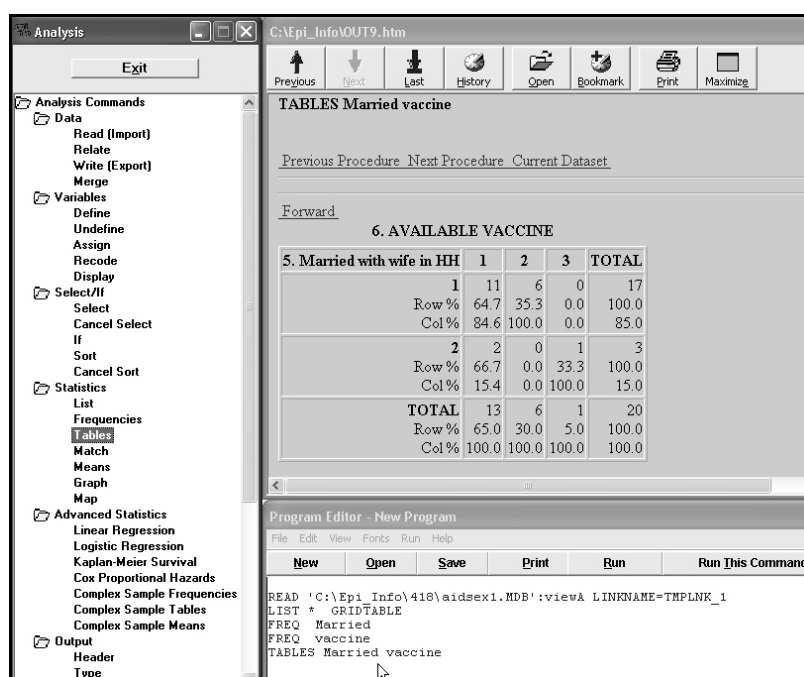 Analysis
Exit
Analysis Commands
Data
Read (Import)
Relate
Write (Export)
Merge
Variables
Define
Undefine
Assign
Recode
Display
Select/If
Select
Cancel Select
If
Sort
Cancel Sort
Statistics
List
Frequencies
Tables
Match
Means
Graph
Map
Advanced Statistics
Linear Regression
Logistic Regression
Kaplan-Meier Survival
Cox Proportional Hazards
Complex Sample Frequencies
Complex Sample Tables
Complex Sample Means
Output
Header
Type
C:\Epi_Info\OUT9.htm
Previous Next Last History Open Bookmark Print Maximize
TABLES Married vaccine
Previous Procedure Next Procedure Current Dataset
Forward
6. AVAILABLE VACCINE
5. Married with wife in HH 1 2 3 TOTAL
1 11 6 0 17
Row % 64.7 35.3 0.0 100.0
Col % 84.6 100.0 0.0 85.0
2 2 0 1 3
Row % 66.7 0.0 33.3 100.0
Col % 15.4 0.0 100.0 15.0
TOTAL 13 6 1 20
Row % 65.0 30.0 5.0 100.0
Col % 100.0 100.0 100.0 100.0
Program Editor - New Program
File Edit View Fonts Run Help
New Open Save Print Run Run This Command
READ 'C:\Epi_Info\418\aidsex1.MDB':viewA LINKNAME=TMPLNK_1
LIST * GRIDTABLE
FREQ Married
FREQ vaccine
TABLES Married vaccine